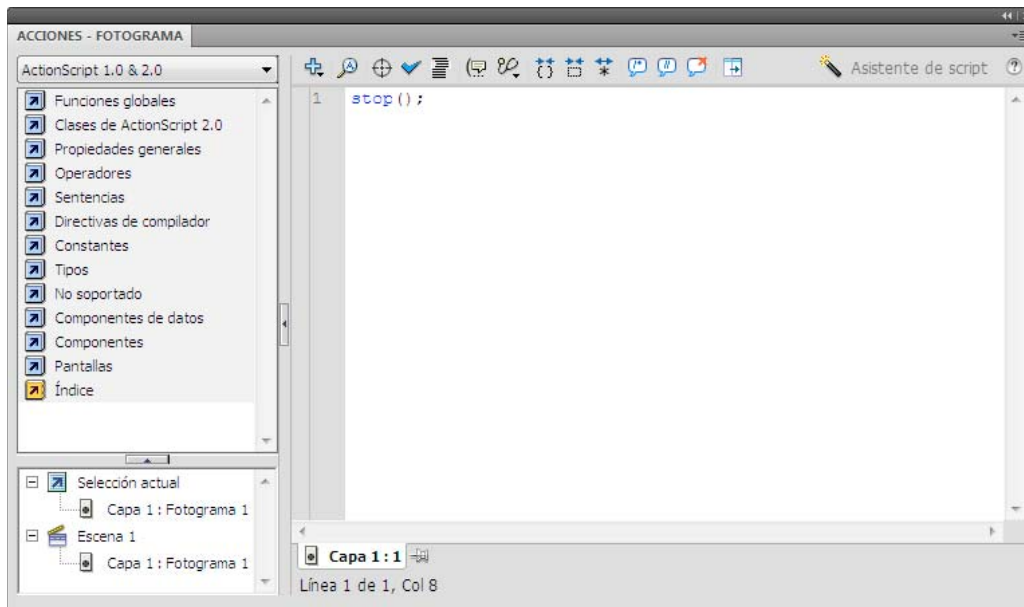 ACCIONES - FOTOGRAMA
ActionScript 1.0 & 2.0
Asistente de script
Funciones globales
Clases de ActionScript 2.0
Propiedades generales
Operadores
Sentencias
Directivas de compilador
Constantes
Tipos
No soportado
Componentes de datos
Componentes
Pantallas
Índice
1 stop();
Selección actual
Capa 1 : Fotograma 1
Escena 1
Capa 1 : Fotograma 1
Capa 1 : 1
Línea 1 de 1, Col 8